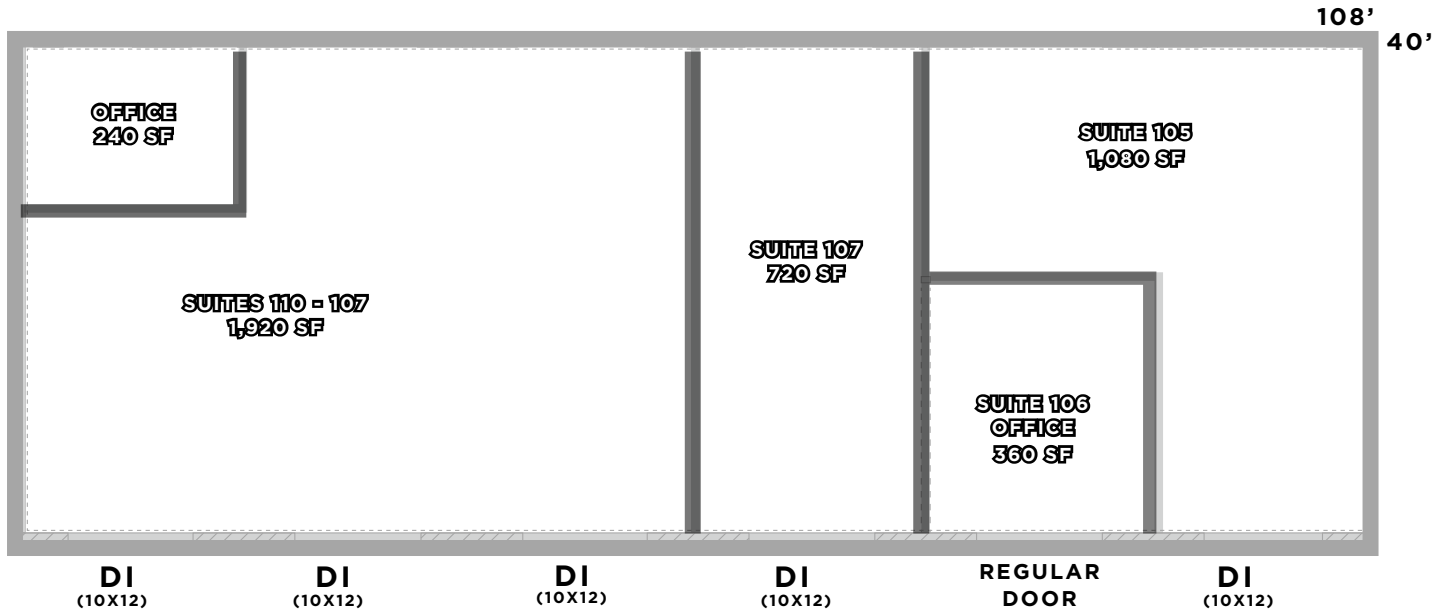 108’
40’
OFFICE
240 SF
SUITE 105
1,080 SF
SUITE 107
720 SF
SUITES 110 - 107
1,920 SF
SUITE 106
OFFICE
360 SF
DI
(10X12)
DI
(10X12)
DI
(10X12)
DI
(10X12)
REGULAR
DOOR
DI
(10X12)